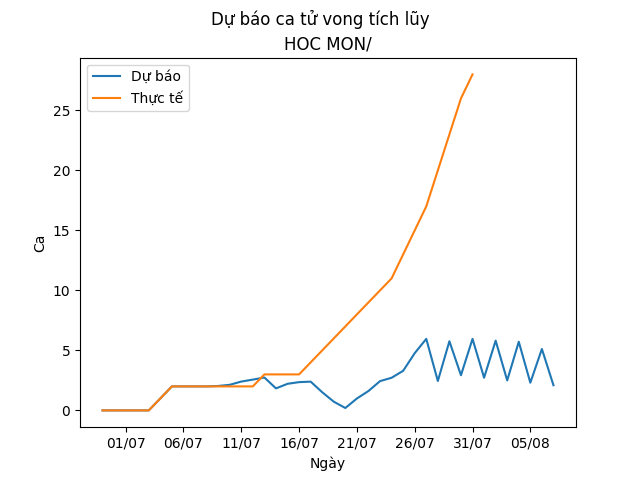 Dự báo ca tử vong tích lũy
HOC MON/
Dự báo
Thực tế
25
20
15
10
5
0
Ca
01/07 06/07 11/07 16/07 21/07 26/07 31/07 05/08
Ngày